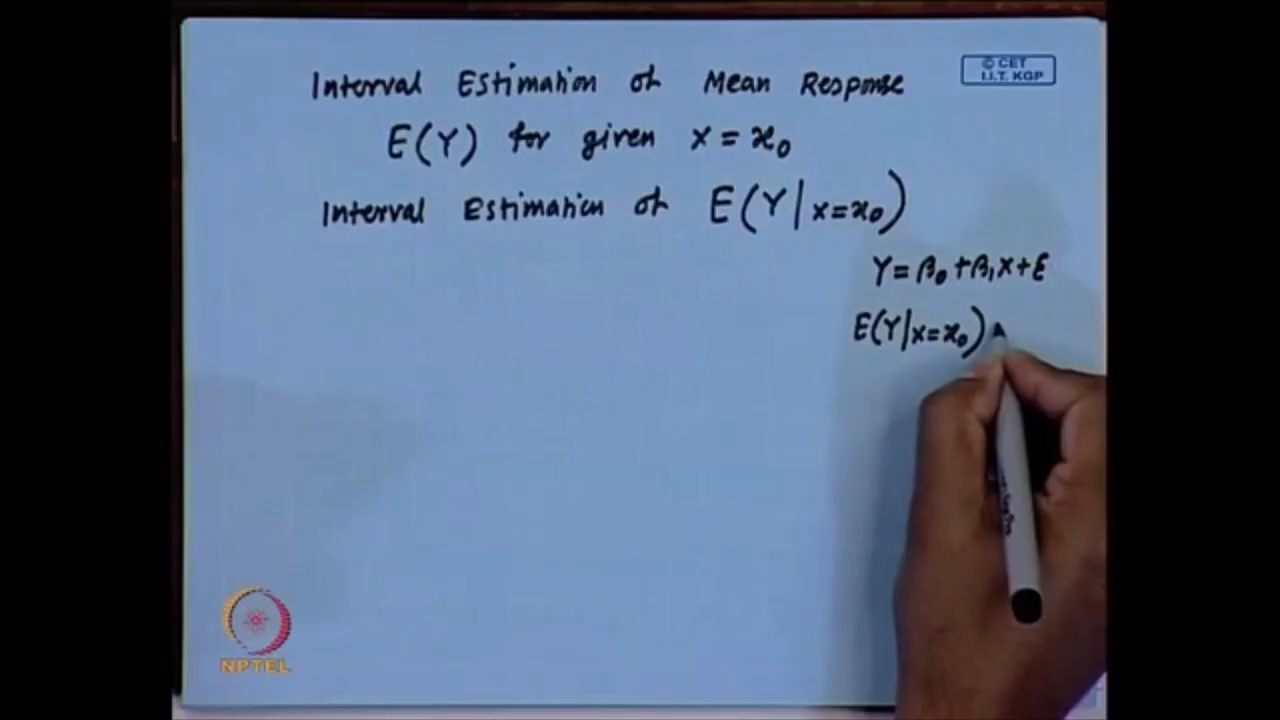 Interval Estimation of Mean Response
© CET
I.I.T. KGP
E(Y) for given x = x₀
Interval Estimation of E(Y|x=x₀)
Y = β₀ + β₁x + ε
E(Y|x=x₀)
NPTEL